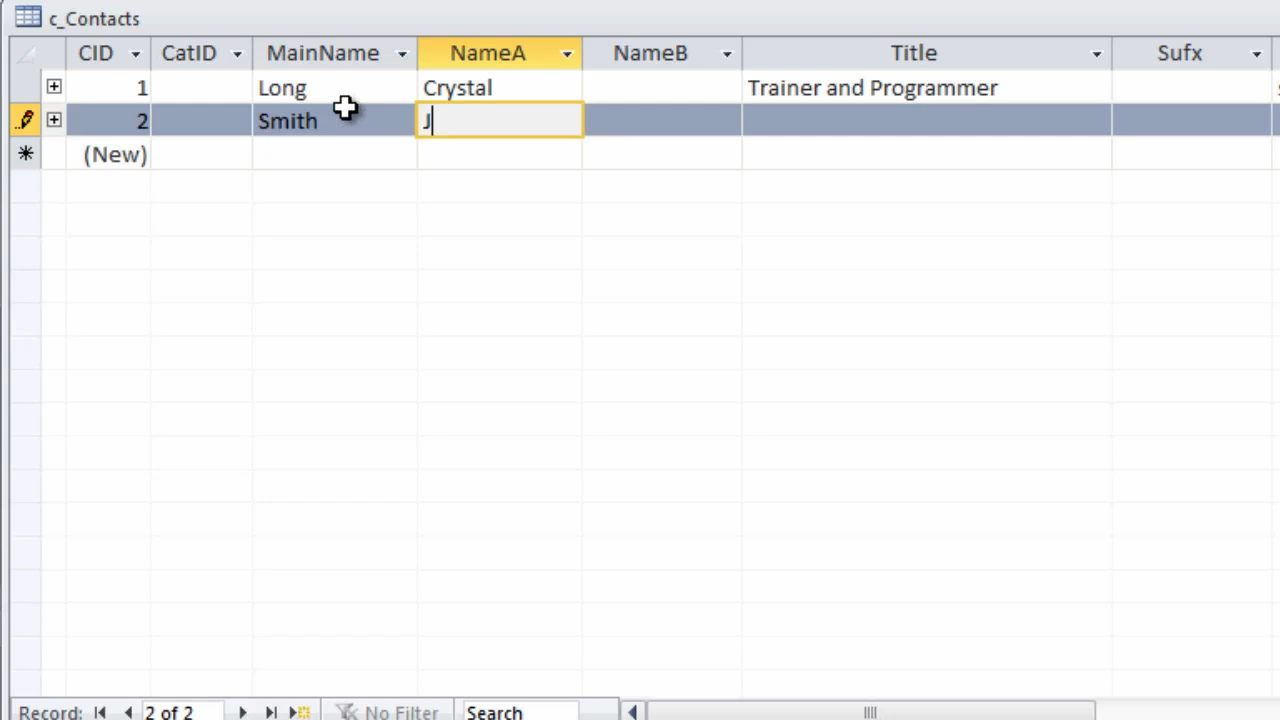 c_Contacts
CID CatID MainName NameA NameB Title Sufx
1 Long Crystal Trainer and Programmer
2 Smith J
(New)
Record: 2 of 2 No Filter Search